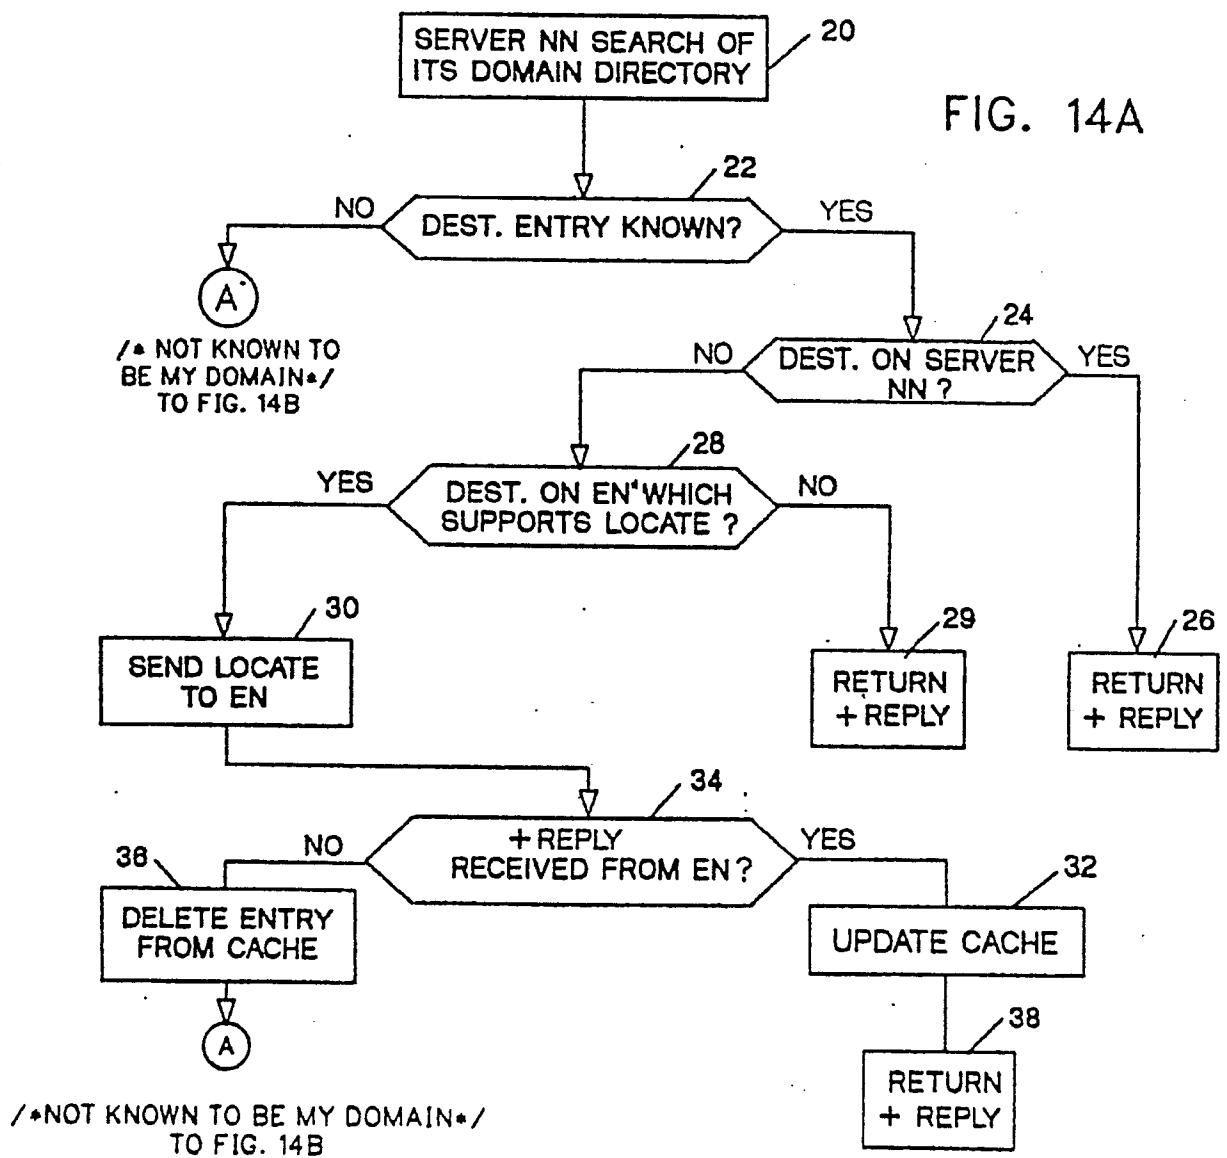 SERVER NN SEARCH OF
ITS DOMAIN DIRECTORY
20
FIG. 14A
22
NO
DEST. ENTRY KNOWN?
YES
A
/* NOT KNOWN TO
BE MY DOMAIN*/
TO FIG. 14B
24
NO
DEST. ON SERVER
NN ?
YES
28
YES
DEST. ON EN WHICH
SUPPORTS LOCATE ?
NO
30
SEND LOCATE
TO EN
29
RETURN
+ REPLY
26
RETURN
+ REPLY
34
NO
+ REPLY
RECEIVED FROM EN ?
YES
36
DELETE ENTRY
FROM CACHE
32
UPDATE CACHE
A
38
RETURN
+ REPLY
/*NOT KNOWN TO BE MY DOMAIN*/
TO FIG. 14B